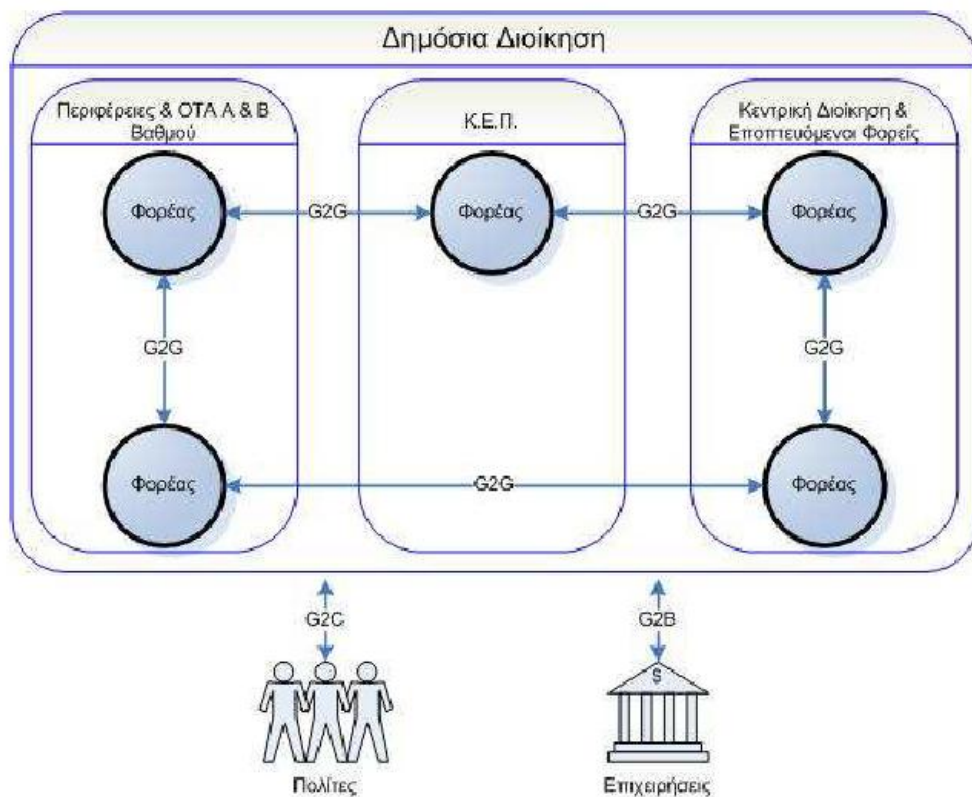 Δημόσια Διοίκηση
Περιφέρειες & ΟΤΑ Α & Β
Βαθμού
Κ.Ε.Π.
Κεντρική Διοίκηση &
Εποπτευόμενοι Φορείς
Φορέας
G2G
Φορέας
G2G
Φορέας
G2G
G2G
Φορέας
G2G
Φορέας
G2C
G2B
$
Πολίτες
Επιχειρήσεις